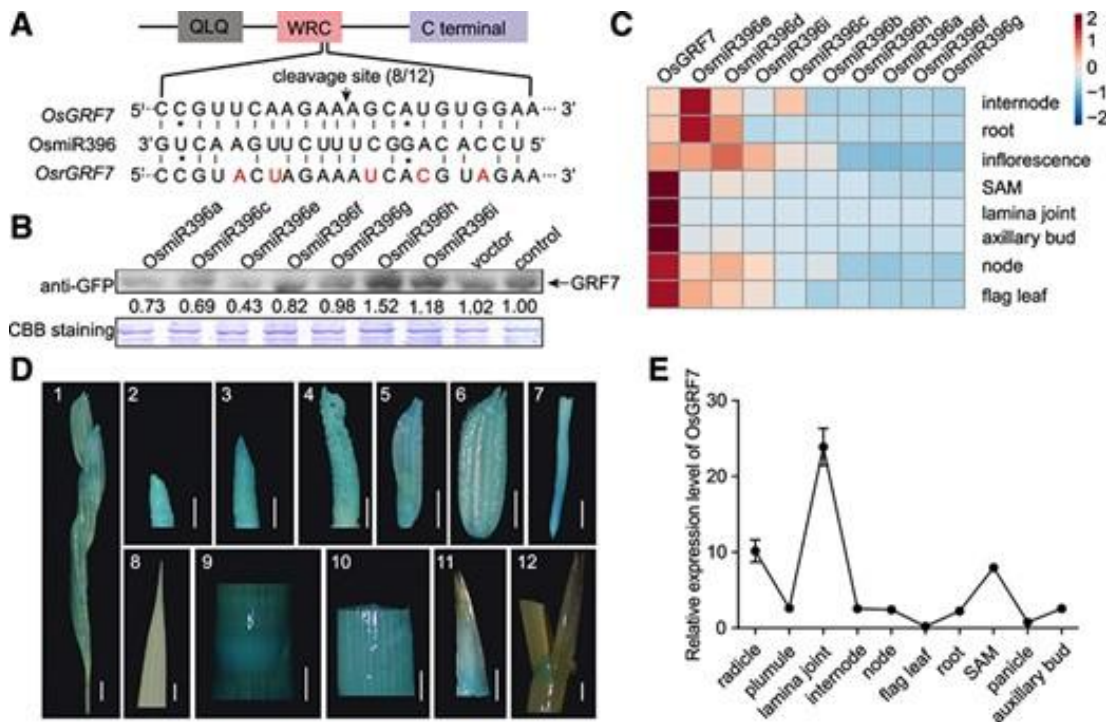 A
QLQ
WRC
C terminal
cleavage site (8/12)
OsGRF7 5'··· CCGUUCAAGAAAGCAUGUGGAA ··· 3'
OsmiR396 3'GUCAAGUUCUUUCGGACACCU 5'
OsrGRF7 5'··· CCGUACUAGAAAUCACGUAGAA ··· 3'
B
OsmiR396a OsmiR396c OsmiR396e OsmiR396f OsmiR396g OsmiR396h OsmiR396i voctor control
anti-GFP
GRF7
0.73 0.69 0.43 0.82 0.98 1.52 1.18 1.02 1.00
CBB staining
C
OsGRF7 OsmiR396e OsmiR396d OsmiR396i OsmiR396c OsmiR396b OsmiR396h OsmiR396a OsmiR396f OsmiR396g
2
1
0
−1
−2
internode
root
inflorescence
SAM
lamina joint
axillary bud
node
flag leaf
D
1 2 3 4 5 6 7
8 9 10 11 12
E
Relative expression level of OsGRF7
30
20
10
0
radicle plumule lamina joint internode node flag leaf root SAM panicle auxillary bud